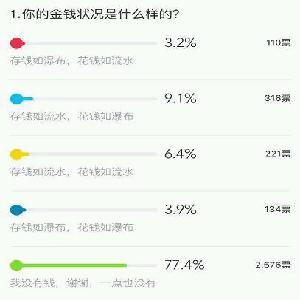 1.你的金钱状况是什么样的?
3.2% 110票
存钱如瀑布，花钱如流水
9.1% 316票
存钱如流水，花钱如瀑布
6.4% 221票
存钱如流水，花钱如流水
3.9% 134票
存钱如瀑布，花钱如瀑布
77.4% 2,676票
我没有钱，谢谢，一点也没有